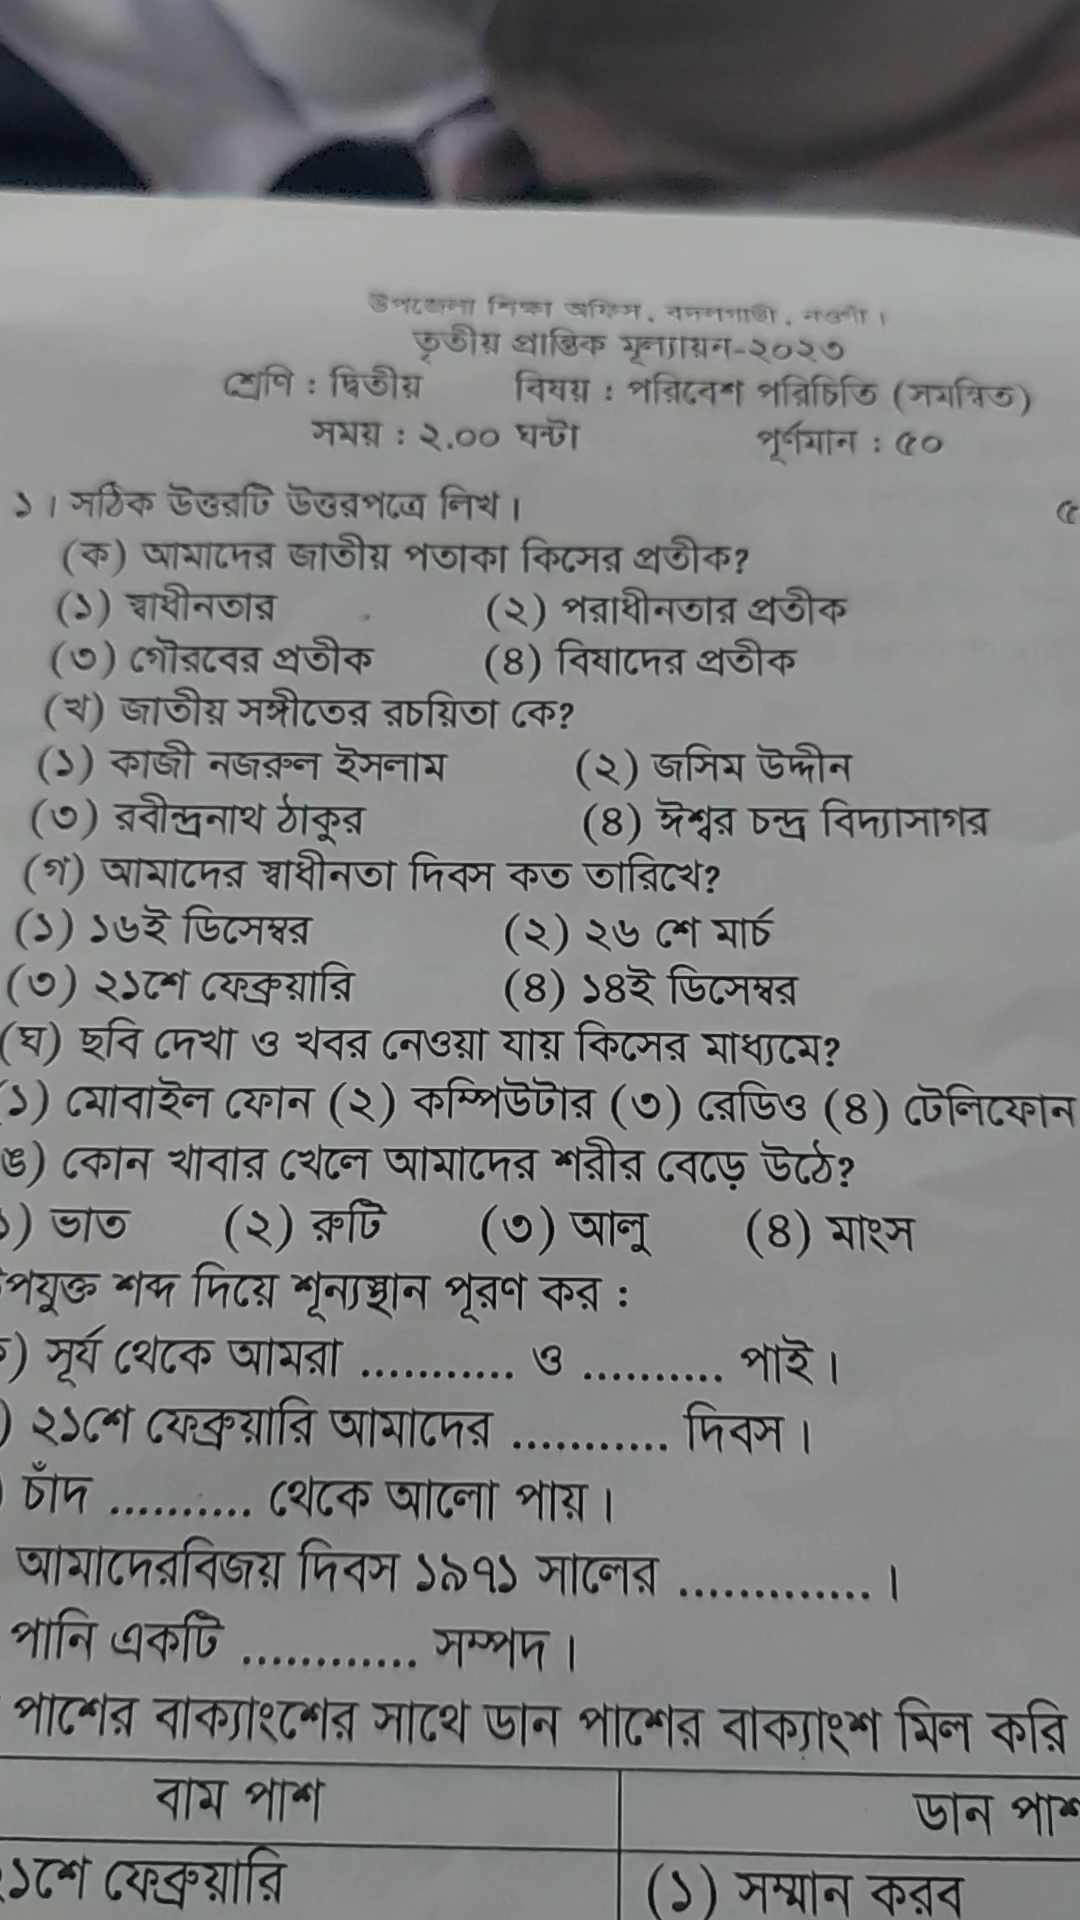 উপজেলা শিক্ষা অফিস, বদলগাছী, নওগাঁ।
তৃতীয় প্রান্তিক মূল্যায়ন-২০২৩
শ্রেণি : দ্বিতীয় বিষয় : পরিবেশ পরিচিতি (সমন্বিত)
সময় : ২.০০ ঘন্টা পূর্ণমান : ৫০
১। সঠিক উত্তরটি উত্তরপত্রে লিখ। ৫
(ক) আমাদের জাতীয় পতাকা কিসের প্রতীক?
(১) স্বাধীনতার (২) পরাধীনতার প্রতীক
(৩) গৌরবের প্রতীক (৪) বিষাদের প্রতীক
(খ) জাতীয় সঙ্গীতের রচয়িতা কে?
(১) কাজী নজরুল ইসলাম (২) জসিম উদ্দীন
(৩) রবীন্দ্রনাথ ঠাকুর (৪) ঈশ্বর চন্দ্র বিদ্যাসাগর
(গ) আমাদের স্বাধীনতা দিবস কত তারিখে?
(১) ১৬ই ডিসেম্বর (২) ২৬ শে মার্চ
(৩) ২১শে ফেব্রুয়ারি (৪) ১৪ই ডিসেম্বর
(ঘ) ছবি দেখা ও খবর নেওয়া যায় কিসের মাধ্যমে?
১) মোবাইল ফোন (২) কম্পিউটার (৩) রেডিও (৪) টেলিফোন
ঙ) কোন খাবার খেলে আমাদের শরীর বেড়ে উঠে?
১) ভাত (২) রুটি (৩) আলু (৪) মাংস
পযুক্ত শব্দ দিয়ে শূন্যস্থান পূরণ কর :
ক) সূর্য থেকে আমরা ............ ও .......... পাই।
) ২১শে ফেব্রুয়ারি আমাদের ........... দিবস।
চাঁদ .......... থেকে আলো পায়।
আমাদেরবিজয় দিবস ১৯৭১ সালের ............. ।
পানি একটি ............ সম্পদ।
পাশের বাক্যাংশের সাথে ডান পাশের বাক্যাংশ মিল করি
বাম পাশ ডান পাশ
২১শে ফেব্রুয়ারি (১) সম্মান করব